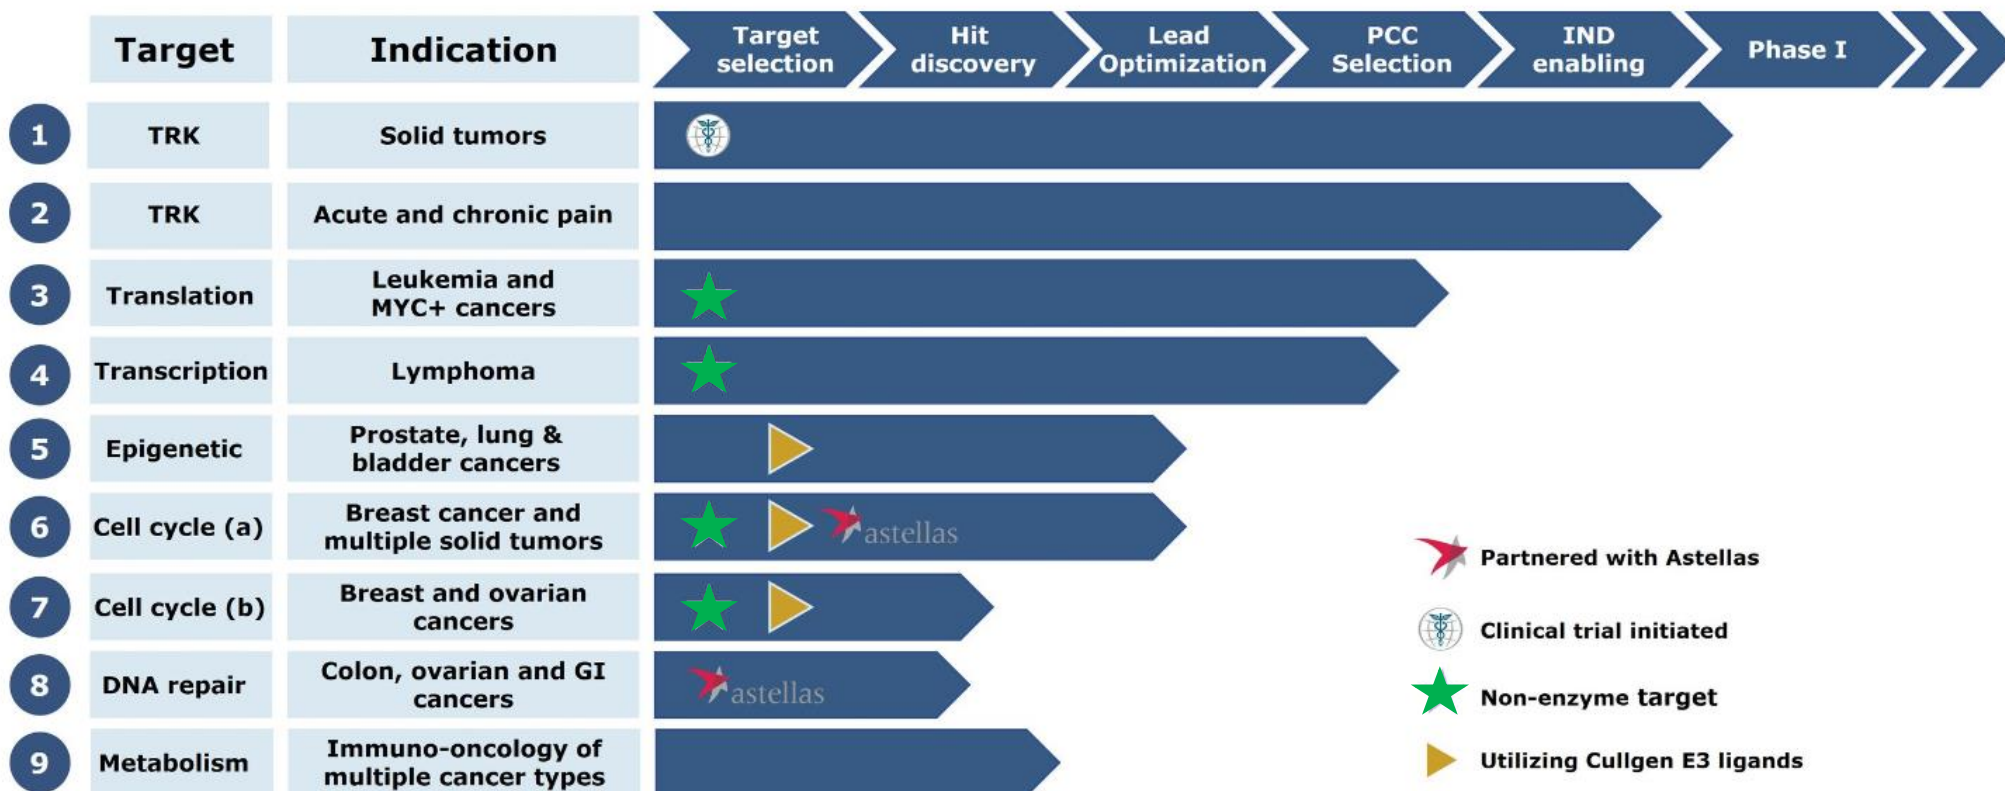 Target
Indication
Target
selection
Hit
discovery
Lead
Optimization
PCC
Selection
IND
enabling
Phase I
1
TRK
Solid tumors
2
TRK
Acute and chronic pain
3
Translation
Leukemia and
MYC+ cancers
4
Transcription
Lymphoma
5
Epigenetic
Prostate, lung &
bladder cancers
6
Cell cycle (a)
Breast cancer and
multiple solid tumors
astellas
7
Cell cycle (b)
Breast and ovarian
cancers
8
DNA repair
Colon, ovarian and GI
cancers
astellas
9
Metabolism
Immuno-oncology of
multiple cancer types
Partnered with Astellas
Clinical trial initiated
Non-enzyme target
Utilizing Cullgen E3 ligands